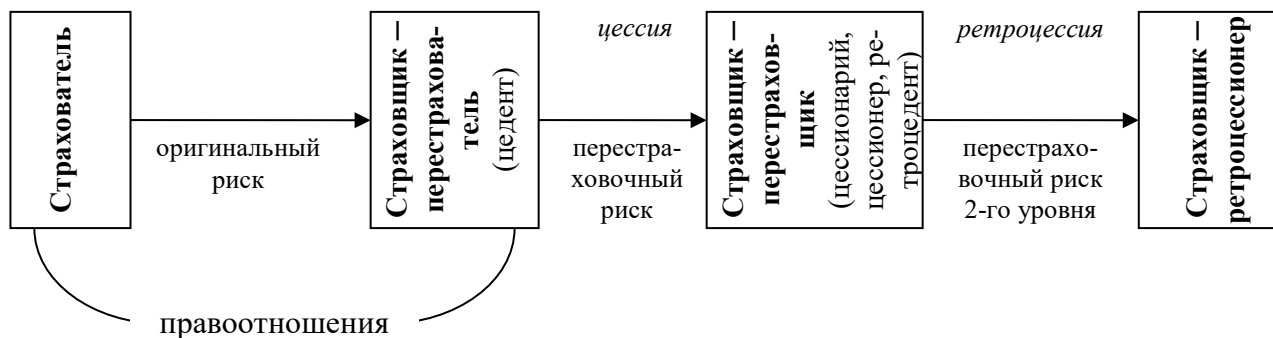 Страхователь
оригинальный
риск
Страховщик –
перестрахова-
тель
(цедент)
цессия
перестра-
ховочный
риск
Страховщик –
перестрахов-
щик
(цессионарий,
цессионер, ре-
троцедент)
ретроцессия
перестрахо-
вочный риск
2-го уровня
Страховщик –
ретроцессионер
правоотношения